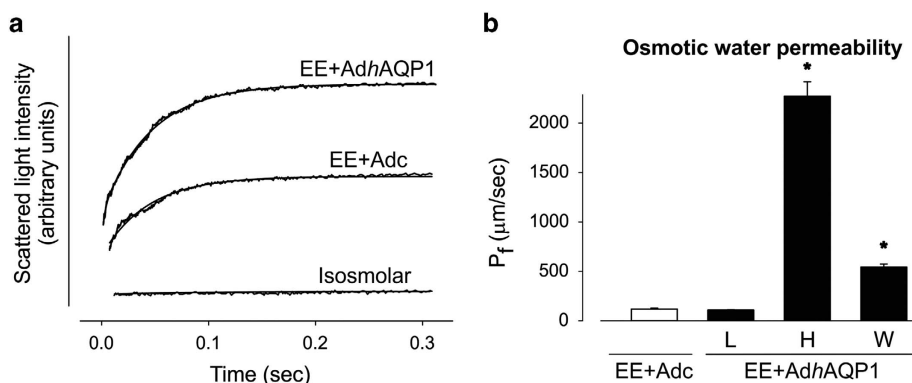 a
EE+AdhAQP1
EE+Adc
Isosmolar
Scattered light intensity
(arbitrary units)
0.0 0.1 0.2 0.3
Time (sec)
b
Osmotic water permeability
* *
2000
1500
1000
500
0
Pf (μm/sec)
L H W
EE+Adc EE+AdhAQP1